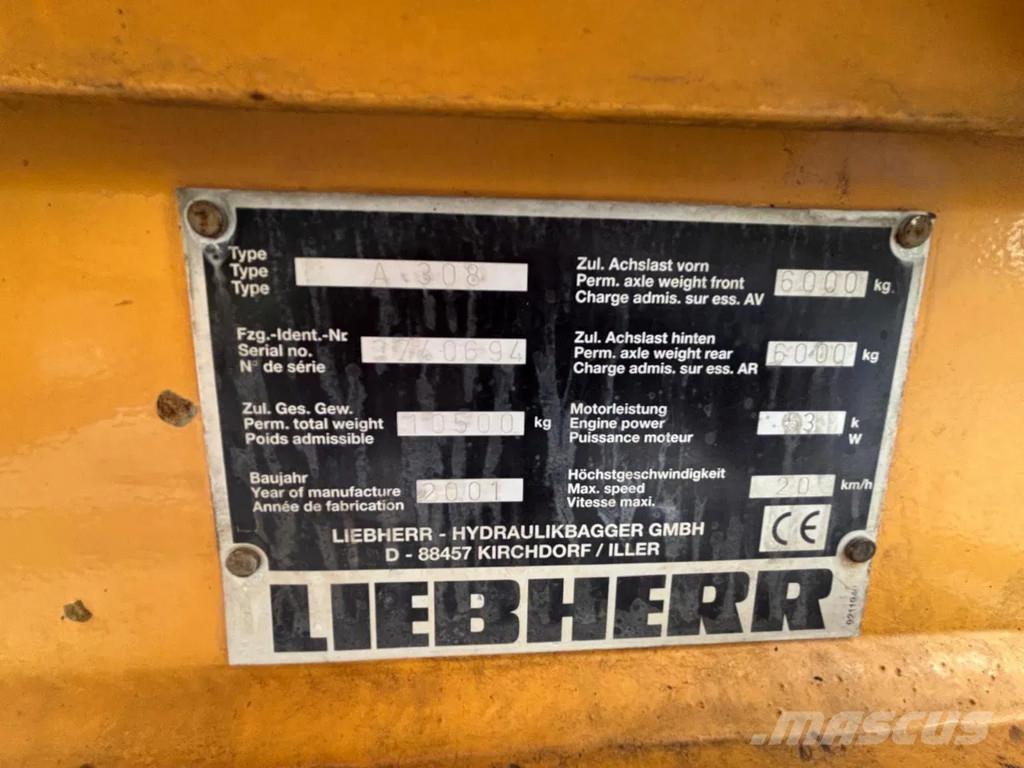 Type
Type
Type
A 308
Fzg.-Ident.-Nr.
Serial no.
N° de série
Zul. Ges. Gew.
Perm. total weight
Poids admissible
10500 kg
Baujahr
Year of manufacture
Année de fabrication
2001
Zul. Achslast vorn
Perm. axle weight front
Charge admis. sur ess. AV
6000 kg
Zul. Achslast hinten
Perm. axle weight rear
Charge admis. sur ess. AR
6000 kg
Motorleistung
Engine power
Puissance moteur
k
W
Höchstgeschwindigkeit
Max. speed
Vitesse maxi.
20 km/h
CE
LIEBHERR - HYDRAULIKBAGGER GMBH
D - 88457 KIRCHDORF / ILLER
LIEBHERR
mascus